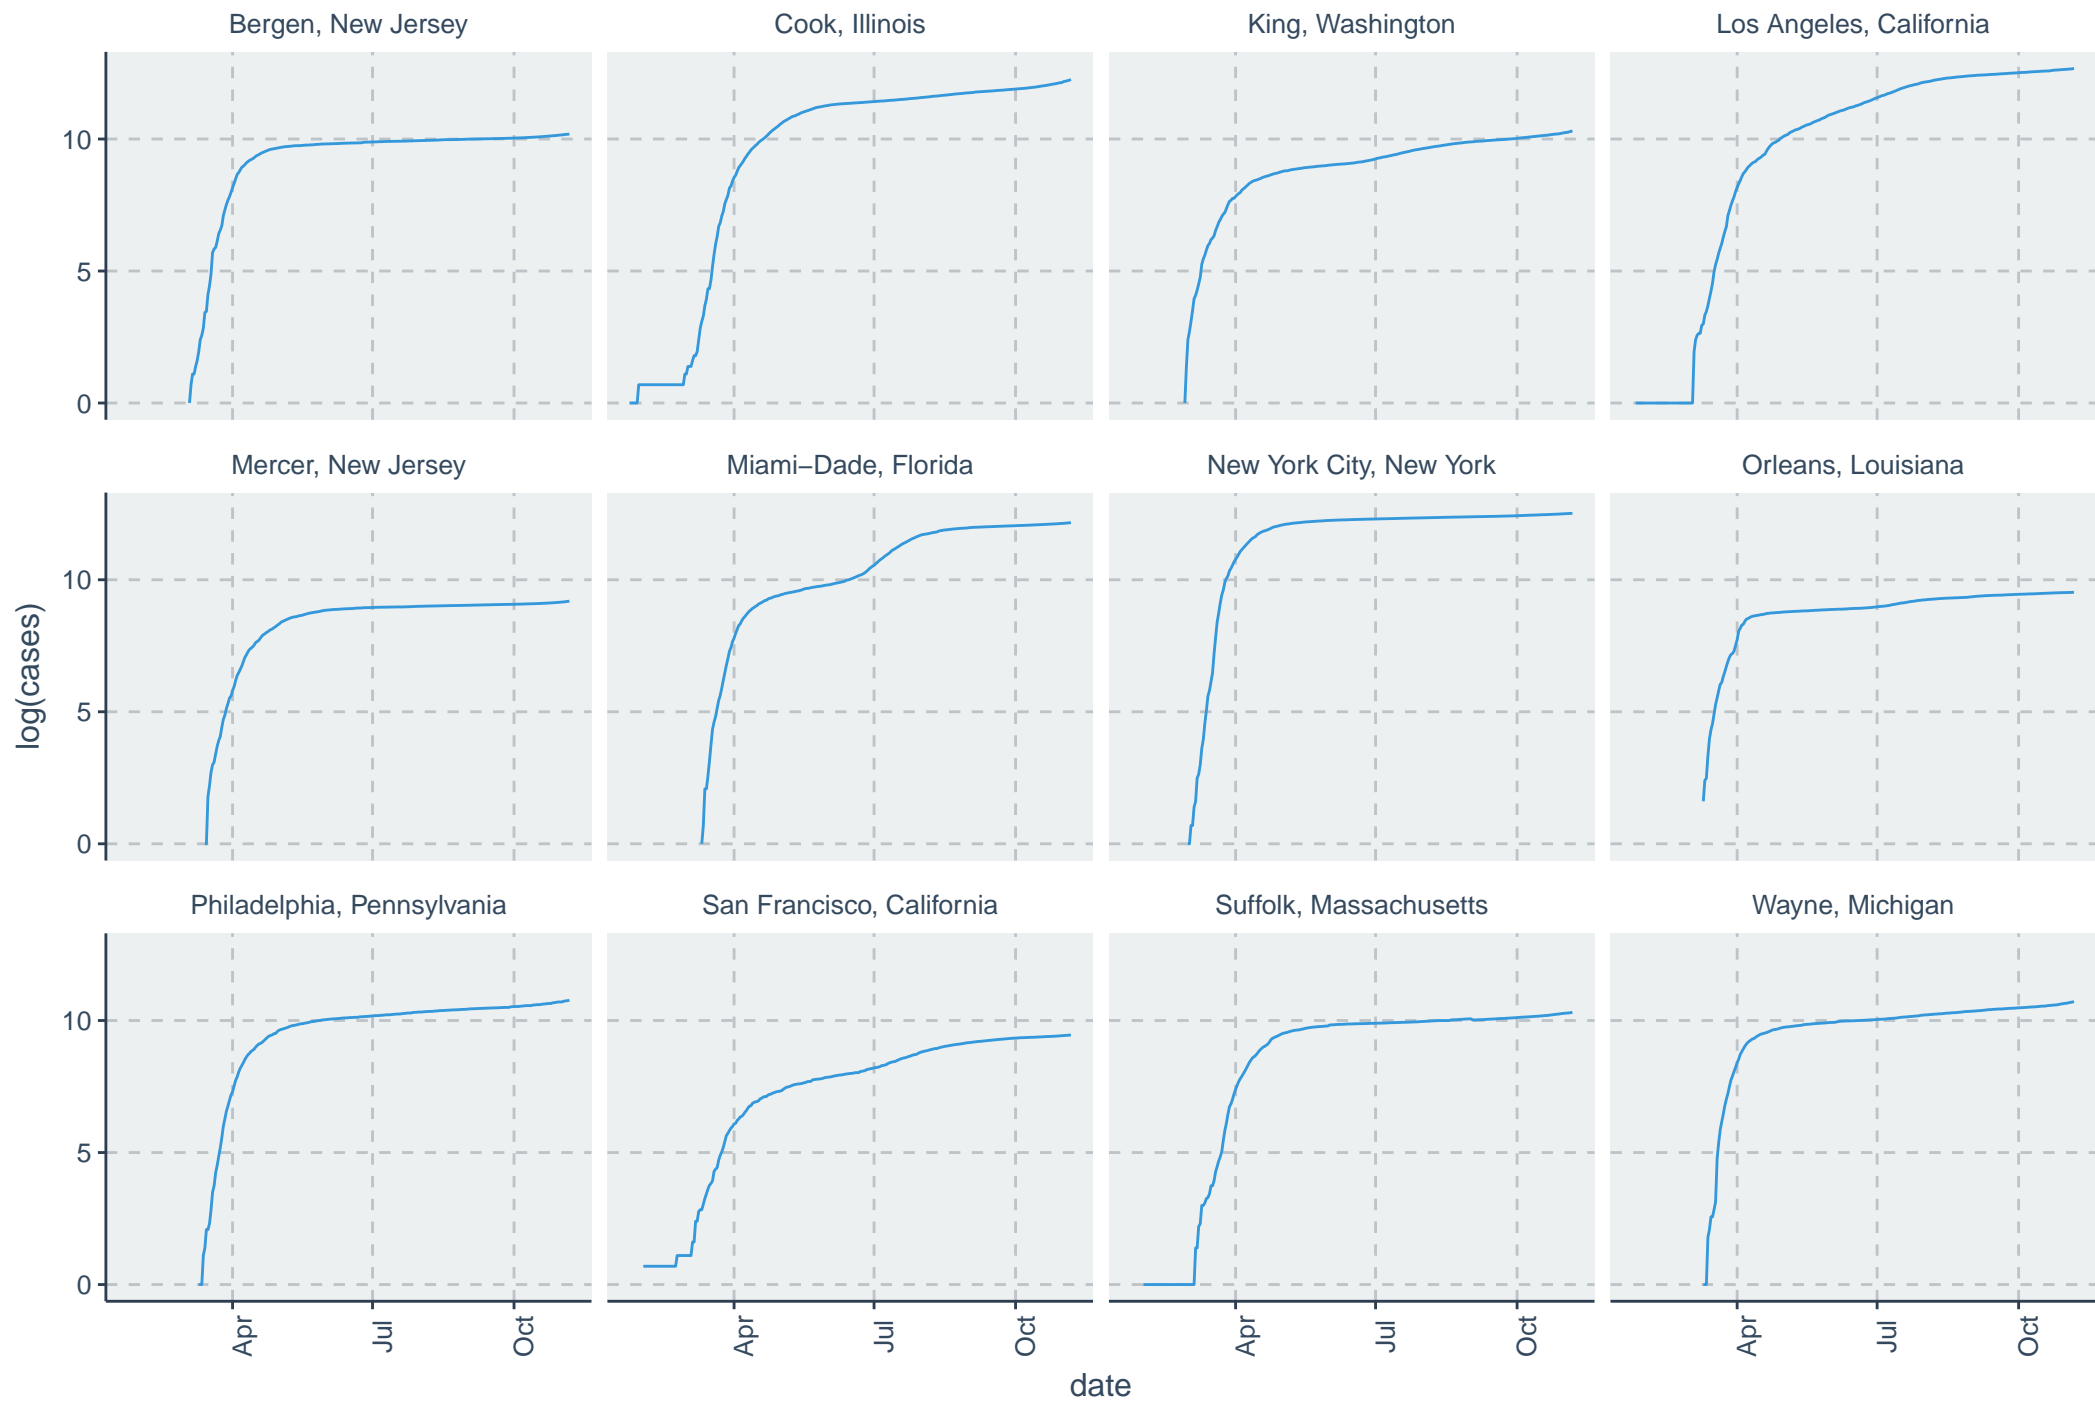 Bergen, New Jersey
Cook, Illinois
King, Washington
Los Angeles, California
10
5
0
Mercer, New Jersey
Miami−Dade, Florida
New York City, New York
Orleans, Louisiana
10
5
0
log(cases)
Philadelphia, Pennsylvania
San Francisco, California
Suffolk, Massachusetts
Wayne, Michigan
10
5
0
Apr
Jul
Oct
Apr
Jul
Oct
Apr
Jul
Oct
Apr
Jul
Oct
date